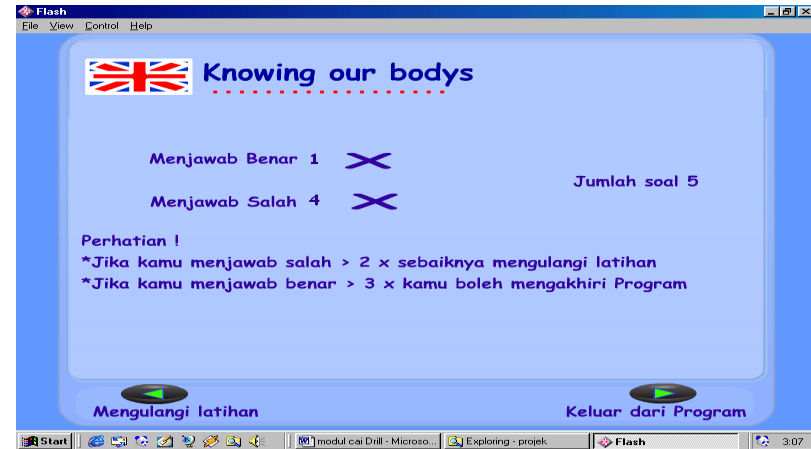 Flash
File View Control Help
Knowing our bodys
Menjawab Benar 1
Jumlah soal 5
Menjawab Salah 4
Perhatian !
*Jika kamu menjawab salah > 2 x sebaiknya mengulangi latihan
*Jika kamu menjawab benar > 3 x kamu boleh mengakhiri Program
Mengulangi latihan
Keluar dari Program
Start modul cai Drill - Microso... Exploring - projek Flash 3:07